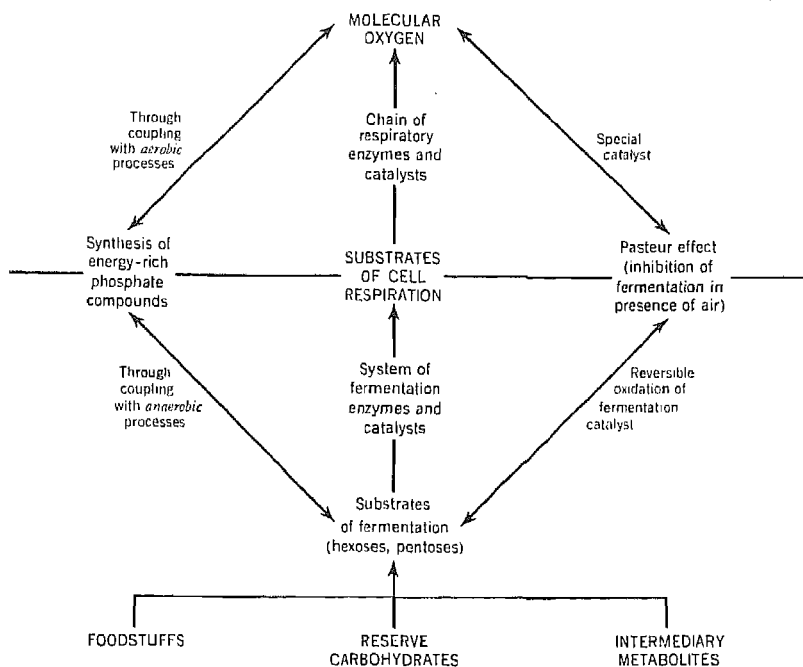 MOLECULAR
OXYGEN
Through
coupling
with aerobic
processes
Chain of
respiratory
enzymes and
catalysts
Special
catalyst
Synthesis of
energy-rich
phosphate
compounds
SUBSTRATES
OF CELL
RESPIRATION
Pasteur effect
(inhibition of
fermentation in
presence of air)
Through
coupling
with anaerobic
processes
System of
fermentation
enzymes and
catalysts
Reversible
oxidation of
fermentation
catalyst
Substrates
of fermentation
(hexoses, pentoses)
FOODSTUFFS
RESERVE
CARBOHYDRATES
INTERMEDIARY
METABOLITES